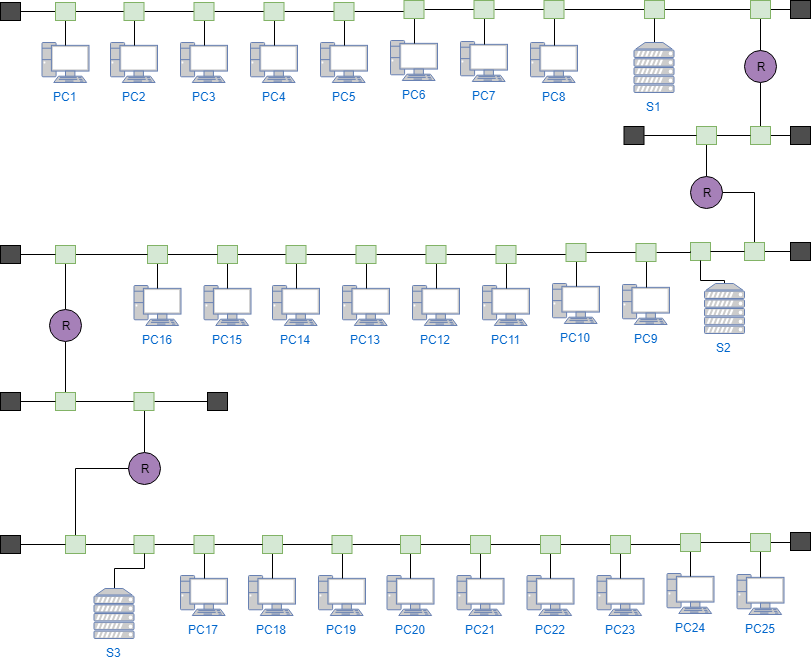 PC1 PC2 PC3 PC4 PC5 PC6 PC7 PC8 S1 R
R
PC16 PC15 PC14 PC13 PC12 PC11 PC10 PC9 S2
R
R
S3 PC17 PC18 PC19 PC20 PC21 PC22 PC23 PC24 PC25